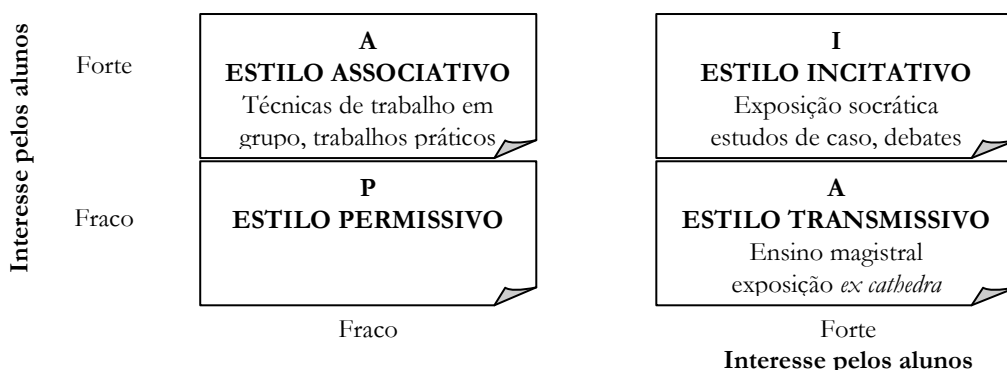 Interesse pelos alunos
Forte
A
ESTILO ASSOCIATIVO
Técnicas de trabalho em
grupo, trabalhos práticos
I
ESTILO INCITATIVO
Exposição socrática
estudos de caso, debates
Fraco
P
ESTILO PERMISSIVO
A
ESTILO TRANSMISSIVO
Ensino magistral
exposição ex cathedra
Fraco
Forte
Interesse pelos alunos